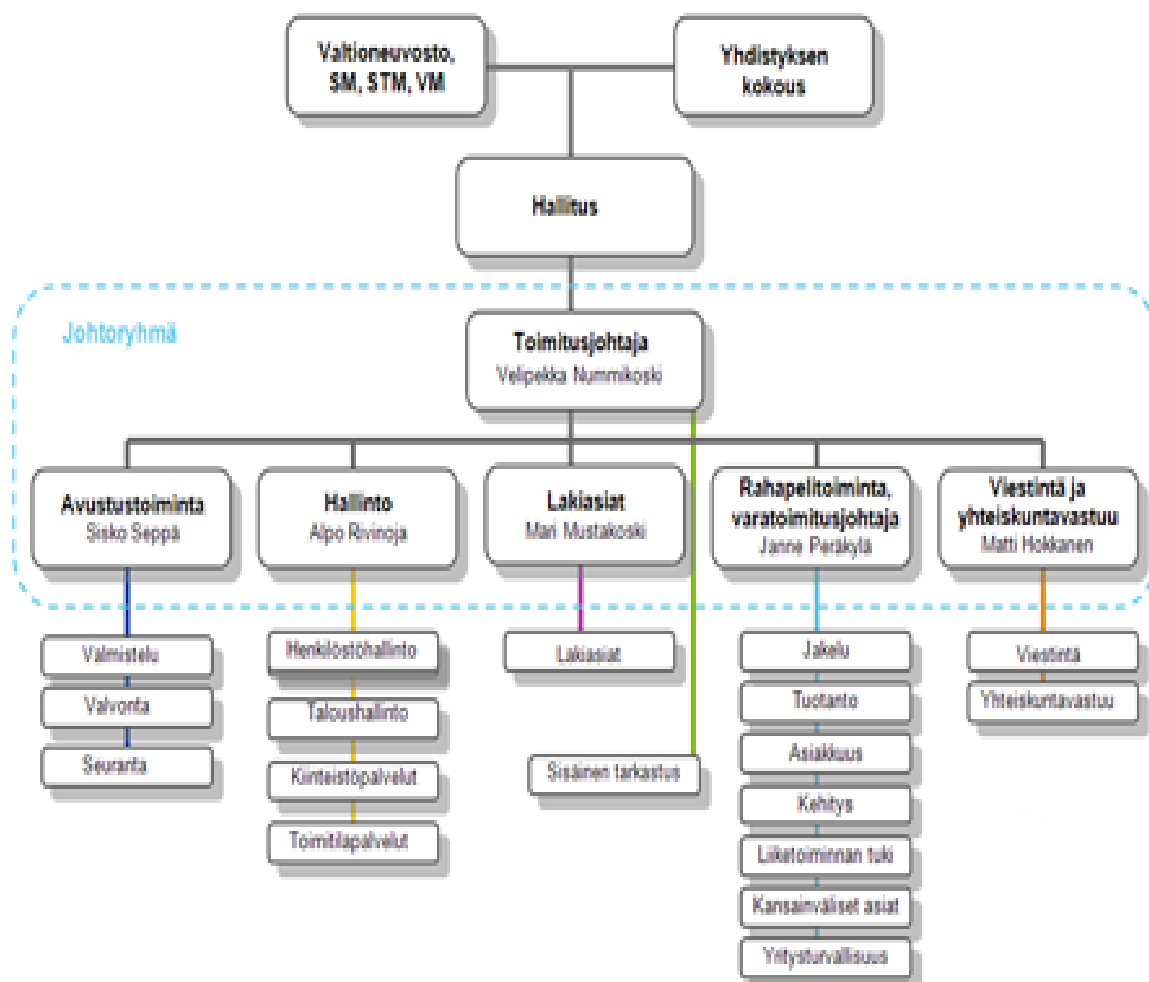 Valtioneuvosto,
SM, STM, VM
Yhdistyksen
kokous
Hallitus
Johtoryhmä
Toimitusjohtaja
Velipekka Nummikoski
Avustustoiminta
Sisko Seppä
Hallinto
Alpo Rivinoja
Lakiasiat
Mari Mustakoski
Rahapelitoiminta,
varatoimitusjohtaja
Janne Peräkylä
Viestintä ja
yhteiskuntavastuu
Matti Hokkanen
Valmistelu
Valvonta
Seuranta
Henkilöstöhallinto
Taloushallinto
Kiinteistöpalvelut
Toimitilapalvelut
Lakiasiat
Sisäinen tarkastus
Jakelu
Tuotanto
Asiakkuus
Kehitys
Liiketoiminnan tuki
Kansainväliset asiat
Yritysturvallisuus
Viestintä
Yhteiskuntavastuu